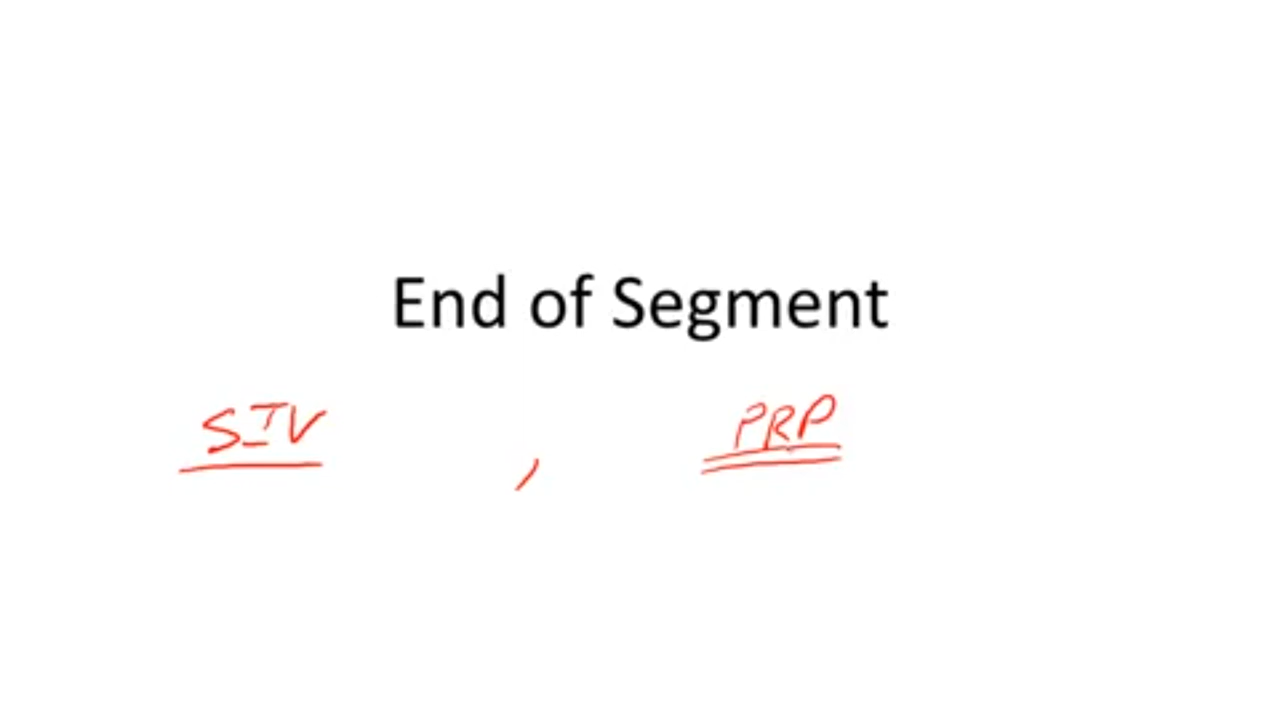 End of Segment
SIV , PRP